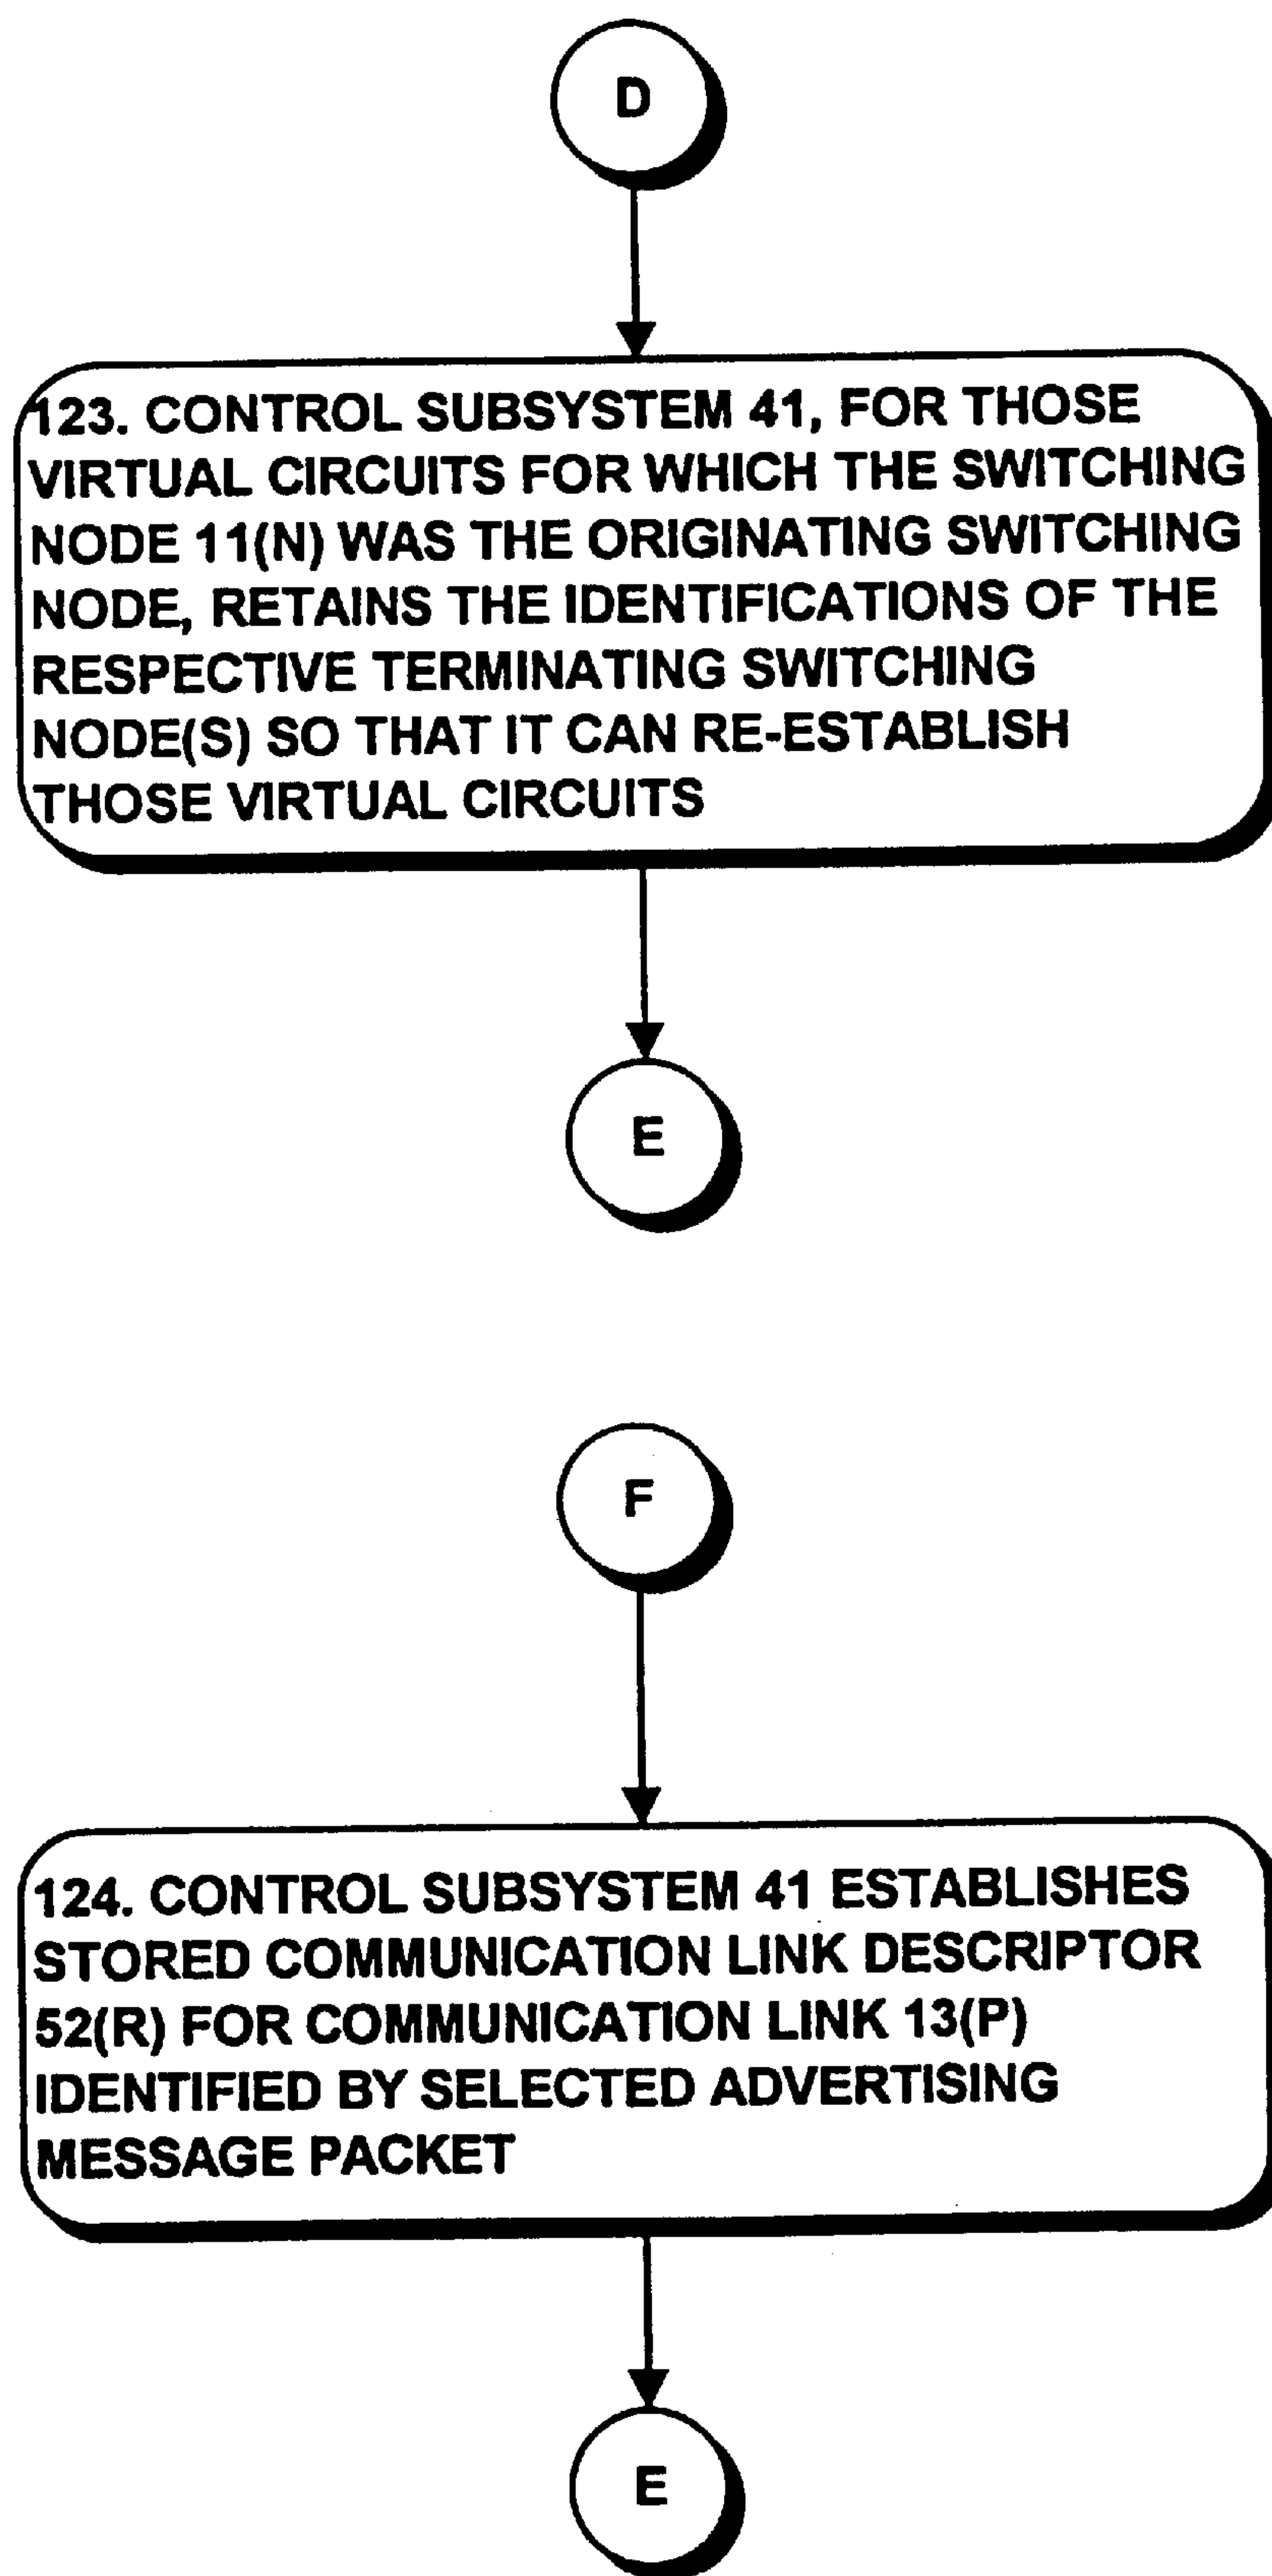 D
123. CONTROL SUBSYSTEM 41, FOR THOSE
VIRTUAL CIRCUITS FOR WHICH THE SWITCHING
NODE 11(N) WAS THE ORIGINATING SWITCHING
NODE, RETAINS THE IDENTIFICATIONS OF THE
RESPECTIVE TERMINATING SWITCHING
NODE(S) SO THAT IT CAN RE-ESTABLISH
THOSE VIRTUAL CIRCUITS
E
F
124. CONTROL SUBSYSTEM 41 ESTABLISHES
STORED COMMUNICATION LINK DESCRIPTOR
52(R) FOR COMMUNICATION LINK 13(P)
IDENTIFIED BY SELECTED ADVERTISING
MESSAGE PACKET
E